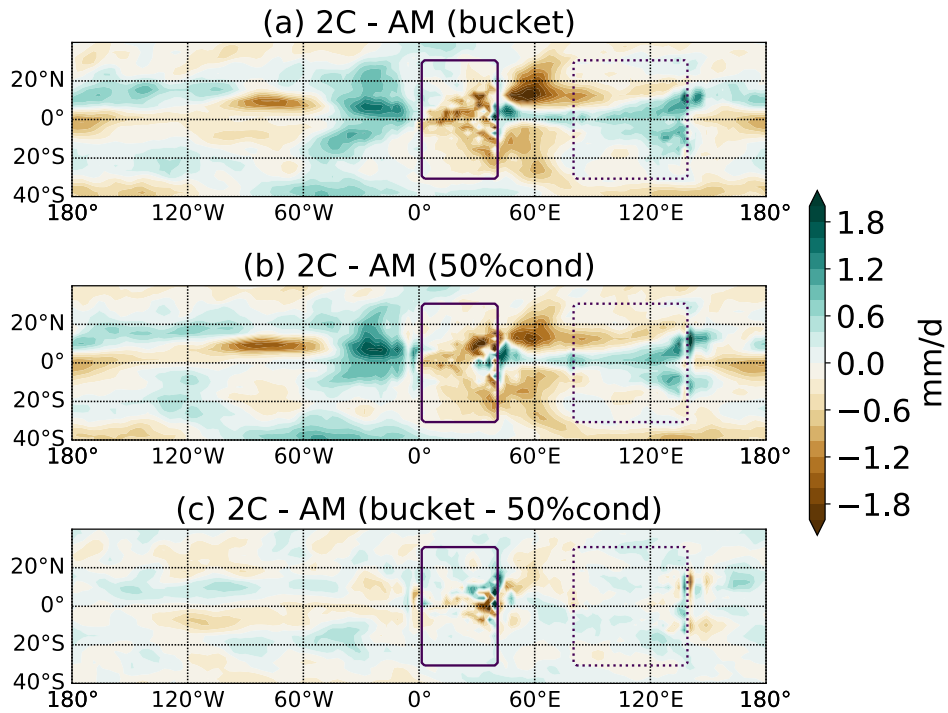 (a) 2C - AM (bucket)
20°N
0°
20°S
40°S
180° 120°W 60°W 0° 60°E 120°E 180°
(b) 2C - AM (50%cond)
20°N
0°
20°S
40°S
180° 120°W 60°W 0° 60°E 120°E 180°
(c) 2C - AM (bucket - 50%cond)
20°N
0°
20°S
40°S
180° 120°W 60°W 0° 60°E 120°E 180°
1.8
1.2
0.6
0.0
−0.6
−1.2
−1.8
mm/d